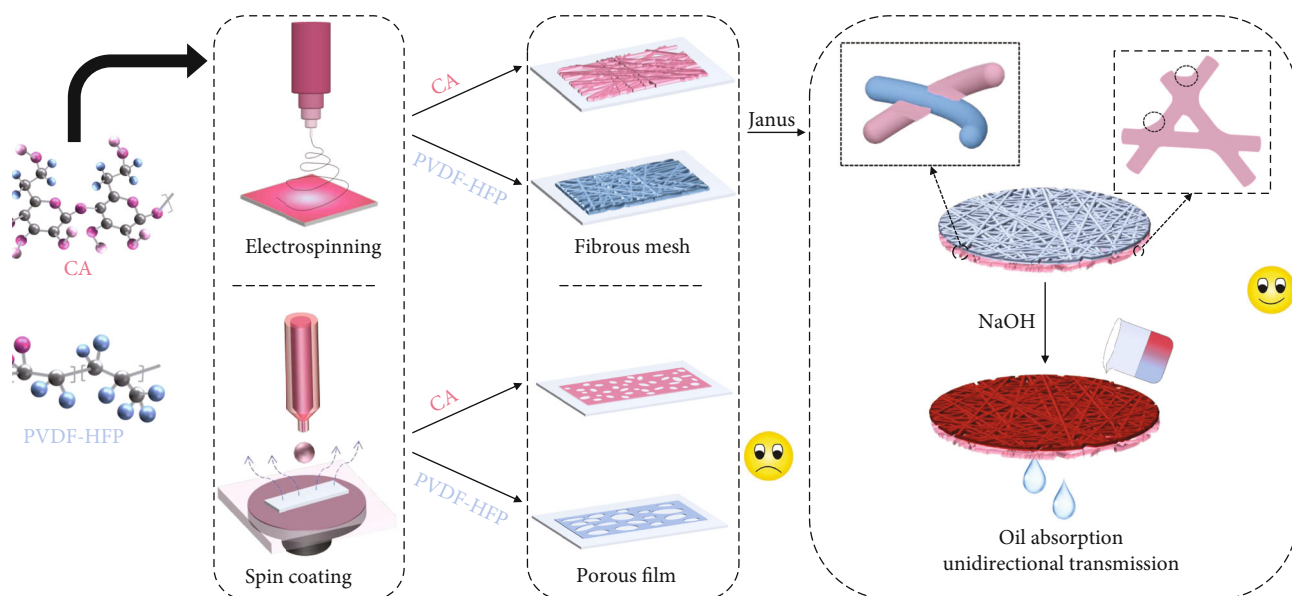 CA
PVDF-HFP
Electrospinning
Spin coating
CA
PVDF-HFP
Fibrous mesh
CA
PVDF-HFP
Porous film
Janus
NaOH
Oil absorption
unidirectional transmission